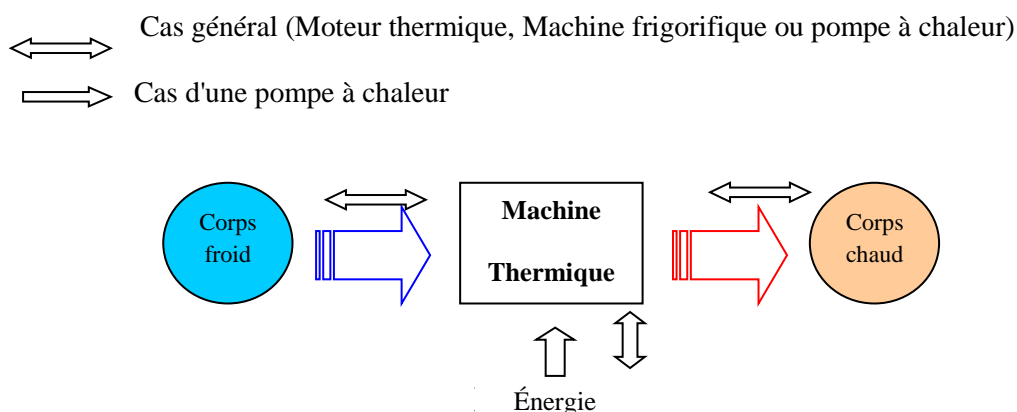 Cas général (Moteur thermique, Machine frigorifique ou pompe à chaleur)
Cas d'une pompe à chaleur
Corps
froid
Machine
Thermique
Corps
chaud
Énergie